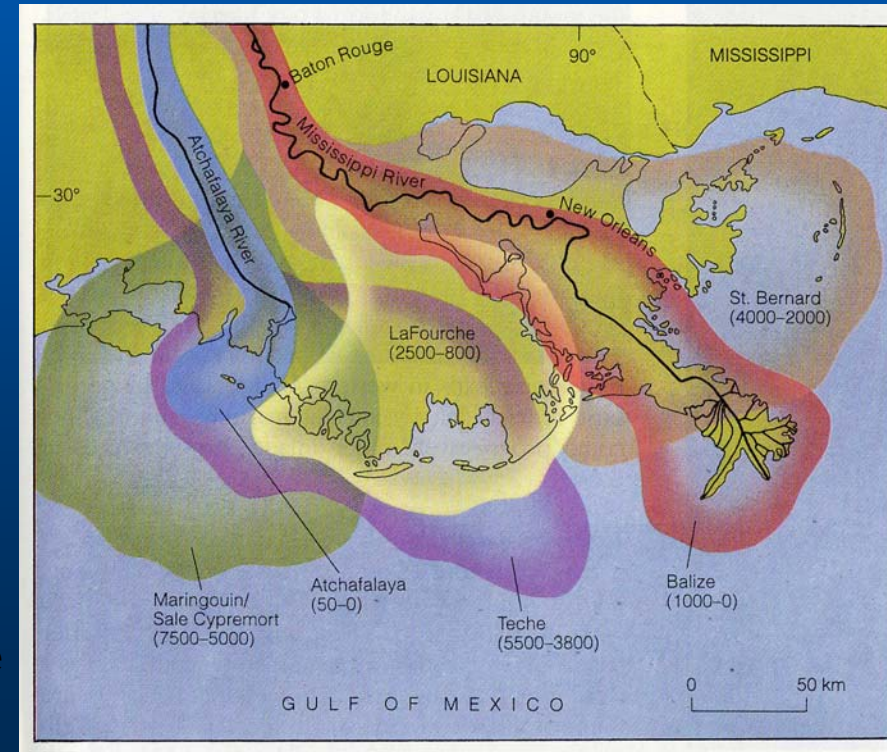 90°
MISSISSIPPI
LOUISIANA
Baton Rouge
Mississippi River
Atchafalaya River
30°
New Orleans
St. Bernard
(4000–2000)
LaFourche
(2500–800)
Maringouin/
Sale Cypremort
(7500–5000)
Atchafalaya
(50–0)
Teche
(5500–3800)
Balize
(1000–0)
GULF OF MEXICO
0 50 km